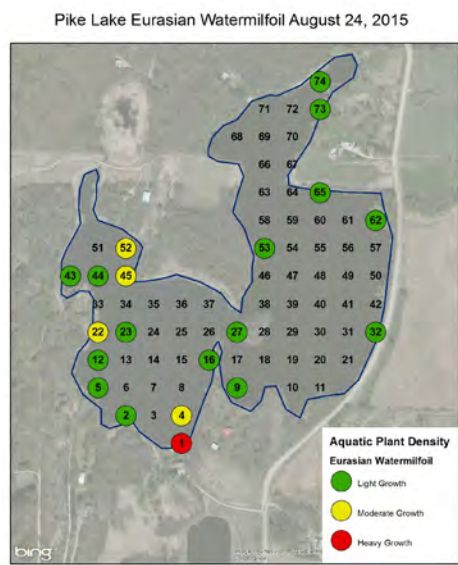 Pike Lake Eurasian Watermilfoil August 24, 2015
74
71 72 73
68 69 70
66 67
63 64 65
58 59 60 61 62
51 52 53 54 55 56 57
43 44 45 46 47 48 49 50
33 34 35 36 37 38 39 40 41 42
22 23 24 25 26 27 28 29 30 31 32
12 13 14 15 16 17 18 19 20 21
5 6 7 8 9 10 11
2 3 4
1
Aquatic Plant Density
Eurasian Watermilfoil
Light Growth
Moderate Growth
Heavy Growth
bing